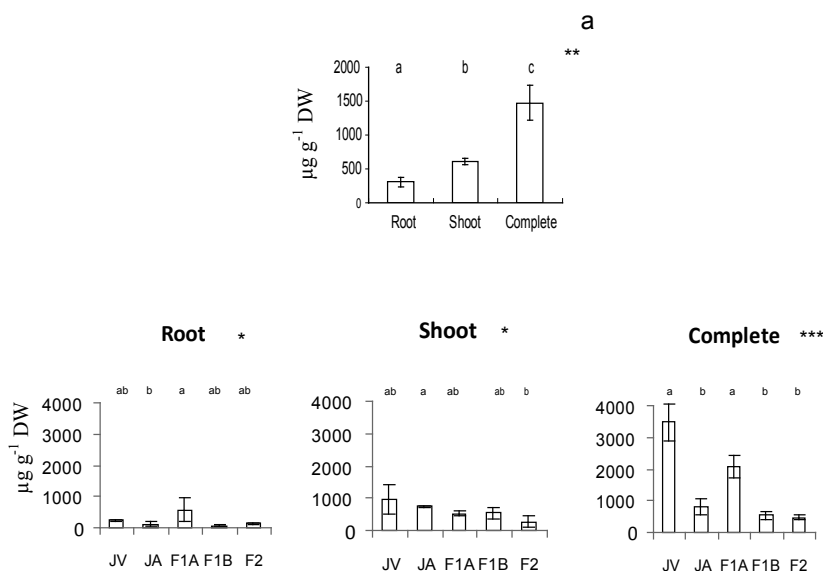 a
**
a b c
µg g-1 DW
2000
1500
1000
500
0
Root Shoot Complete
Root *
ab b a ab ab
µg g-1 DW
4000
3000
2000
1000
0
JV JA F1A F1B F2
Shoot *
ab a ab ab b
4000
3000
2000
1000
0
JV JA F1A F1B F2
Complete ***
a b a b b
4000
3000
2000
1000
0
JV JA F1A F1B F2